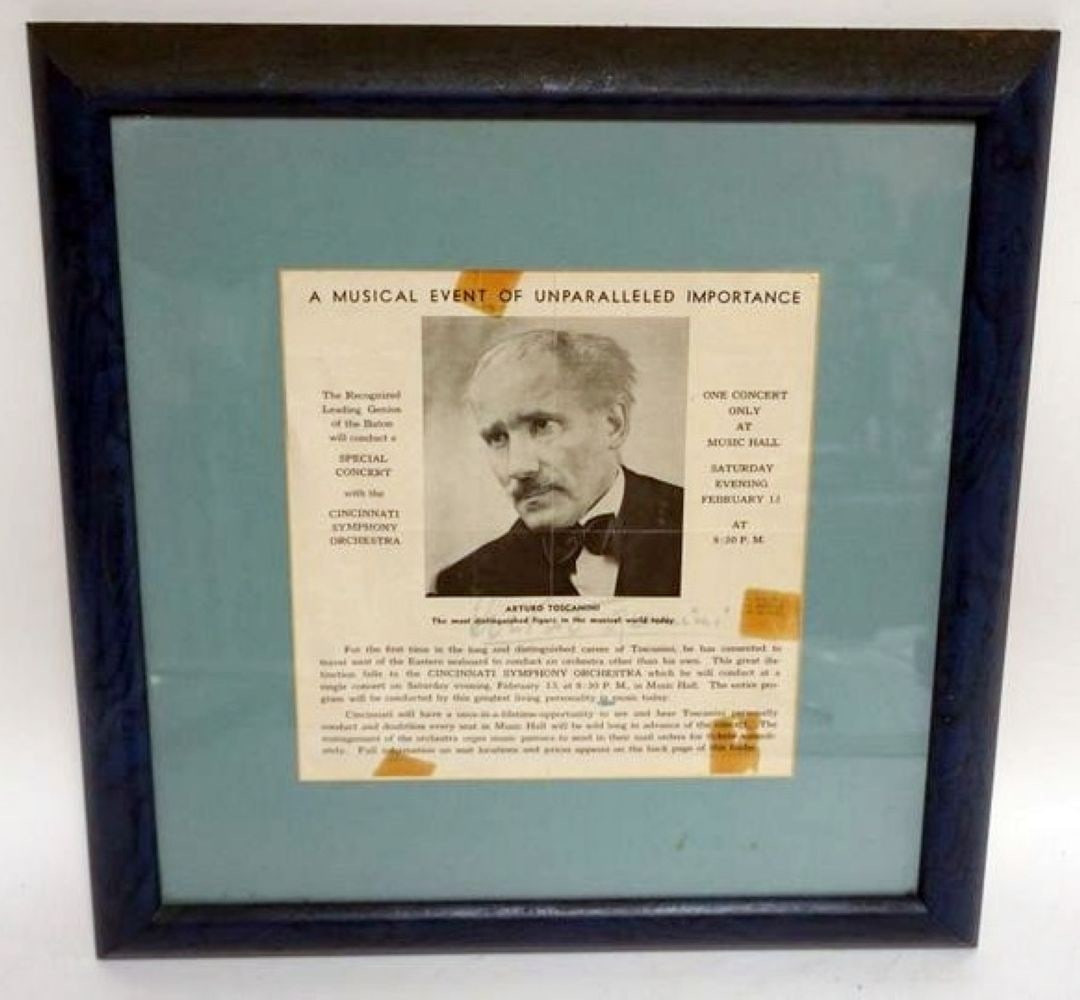 A MUSICAL EVENT OF UNPARALLELED IMPORTANCE
The Recognized
Leading Genius
of the Baton
will conduct a
SPECIAL
CONCERT
with the
CINCINNATI
SYMPHONY
ORCHESTRA
ONE CONCERT
ONLY
AT
MUSIC HALL
SATURDAY
EVENING
FEBRUARY 13
AT
8:30 P. M.
ARTURO TOSCANINI
The most distinguished figure in the musical world today.
For the first time in the long and distinguished career of Toscanini, he has consented to
travel west of the Eastern seaboard to conduct an orchestra other than his own. This great dis-
tinction falls to the CINCINNATI SYMPHONY ORCHESTRA which he will conduct at a
single concert on Saturday evening, February 13, at 8:30 P. M., in Music Hall. The entire pro-
gram will be conducted by this greatest living personality in music today.
Cincinnati will have a once-in-a-lifetime-opportunity to see and hear Toscanini personally
conduct and doubtless every seat in Music Hall will be sold long in advance of the concert. The
management of the orchestra urges music patrons to send in their mail orders for tickets immedi-
ately. Full information on seat locations and prices appears on the back page of this folder.